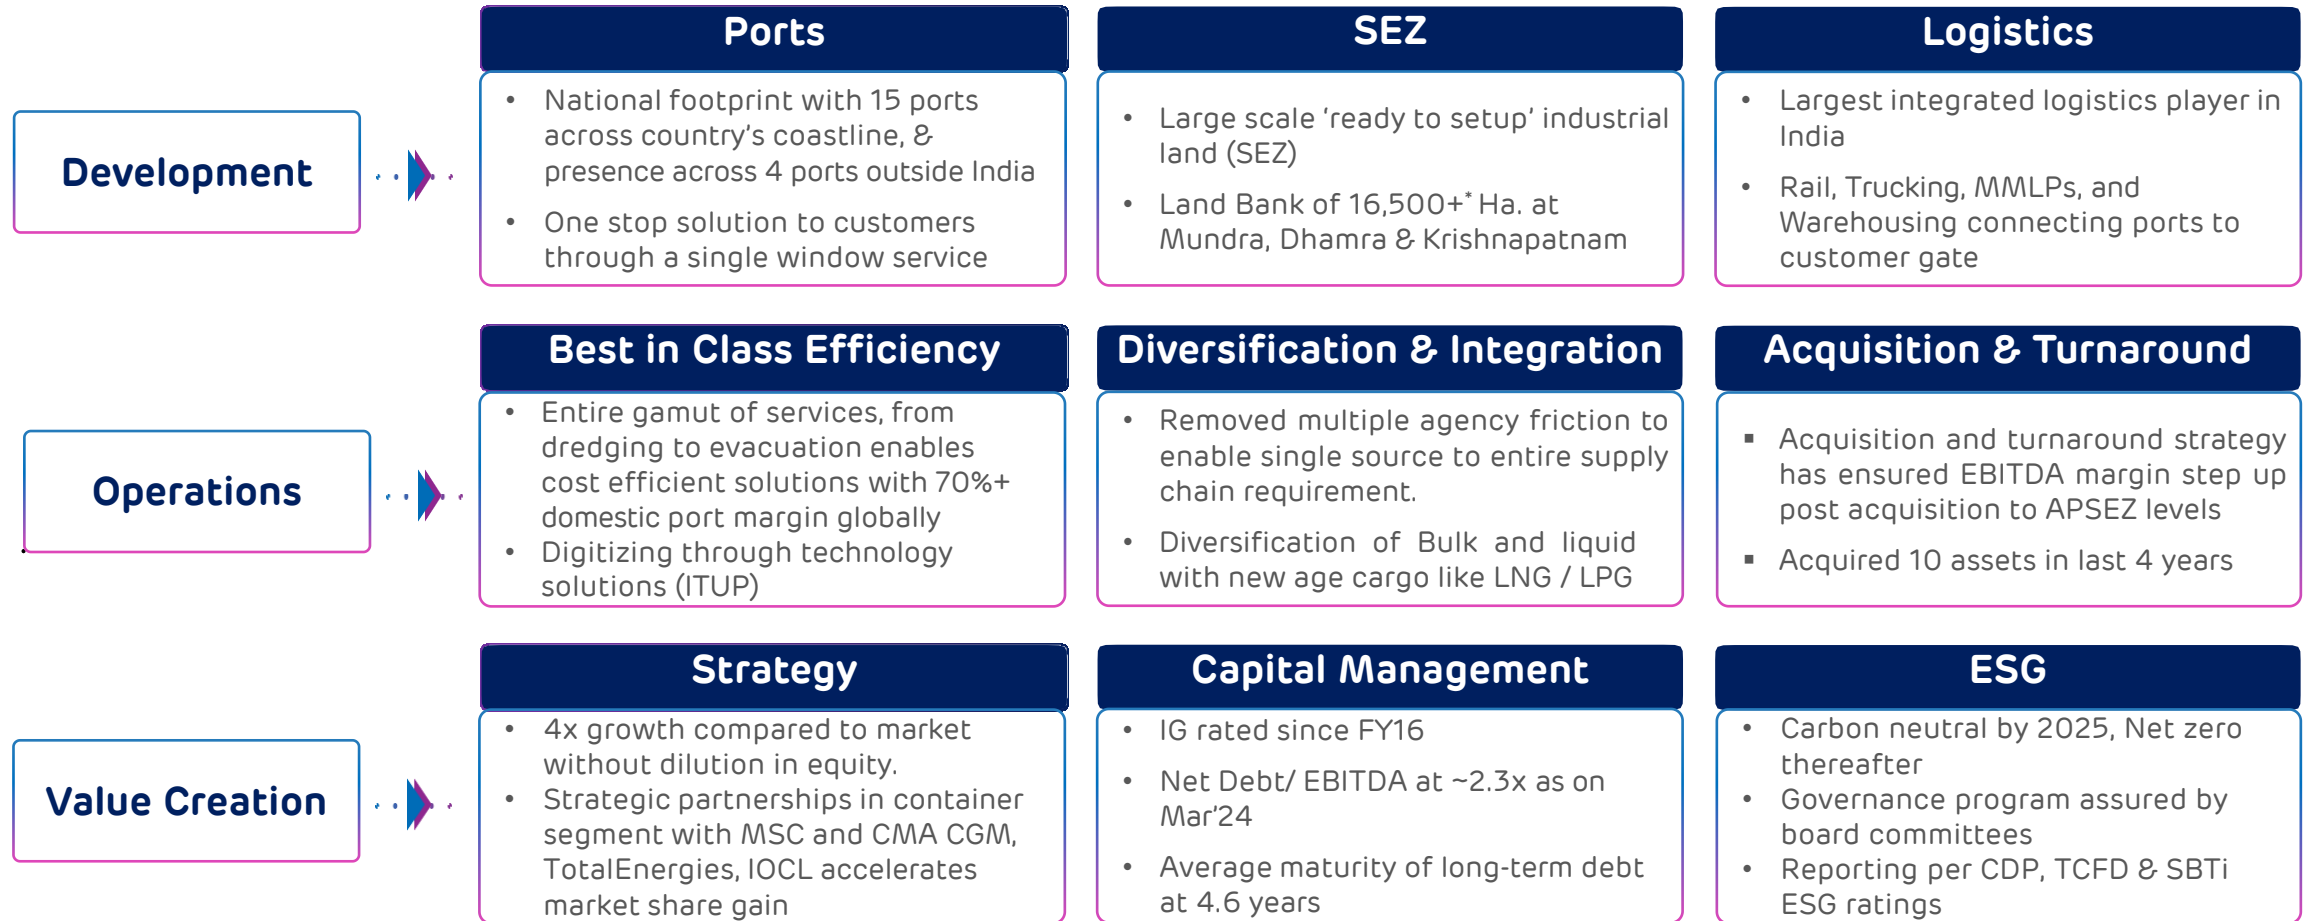 Ports
SEZ
Logistics
Development
• National footprint with 15 ports
across country's coastline, &
presence across 4 ports outside India
• One stop solution to customers
through a single window service
• Large scale ‘ready to setup’ industrial
land (SEZ)
• Land Bank of 16,500+* Ha. at
Mundra, Dhamra & Krishnapatnam
• Largest integrated logistics player in
India
• Rail, Trucking, MMLPs, and
Warehousing connecting ports to
customer gate
Best in Class Efficiency
Diversification & Integration
Acquisition & Turnaround
Operations
• Entire gamut of services, from
dredging to evacuation enables
cost efficient solutions with 70%+
domestic port margin globally
• Digitizing through technology
solutions (ITUP)
• Removed multiple agency friction to
enable single source to entire supply
chain requirement.
• Diversification of Bulk and liquid
with new age cargo like LNG / LPG
▪ Acquisition and turnaround strategy
has ensured EBITDA margin step up
post acquisition to APSEZ levels
▪ Acquired 10 assets in last 4 years
Strategy
Capital Management
ESG
Value Creation
• 4x growth compared to market
without dilution in equity.
• Strategic partnerships in container
segment with MSC and CMA CGM,
TotalEnergies, IOCL accelerates
market share gain
• IG rated since FY16
• Net Debt/ EBITDA at ~2.3x as on
Mar'24
• Average maturity of long-term debt
at 4.6 years
• Carbon neutral by 2025, Net zero
thereafter
• Governance program assured by
board committees
• Reporting per CDP, TCFD & SBTi
ESG ratings